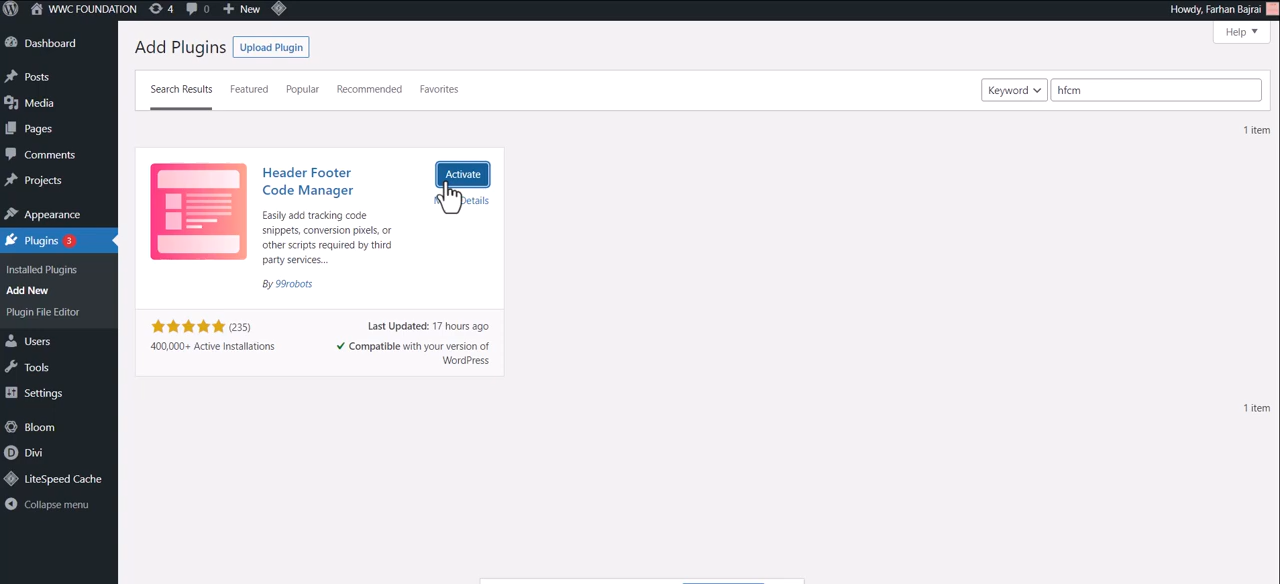 WWC FOUNDATION 4 0 New
Howdy, Farhan Bajrai
Dashboard
Posts
Media
Pages
Comments
Projects
Appearance
Plugins 3
Installed Plugins
Add New
Plugin File Editor
Users
Tools
Settings
Bloom
Divi
LiteSpeed Cache
Collapse menu
Add Plugins Upload Plugin
Help
Search Results Featured Popular Recommended Favorites
Keyword hfcm
1 item
Header Footer
Code Manager
Activate
Details
Easily add tracking code
snippets, conversion pixels, or
other scripts required by third
party services...
By 99robots
(235)
400,000+ Active Installations
Last Updated: 17 hours ago
Compatible with your version of
WordPress
1 item